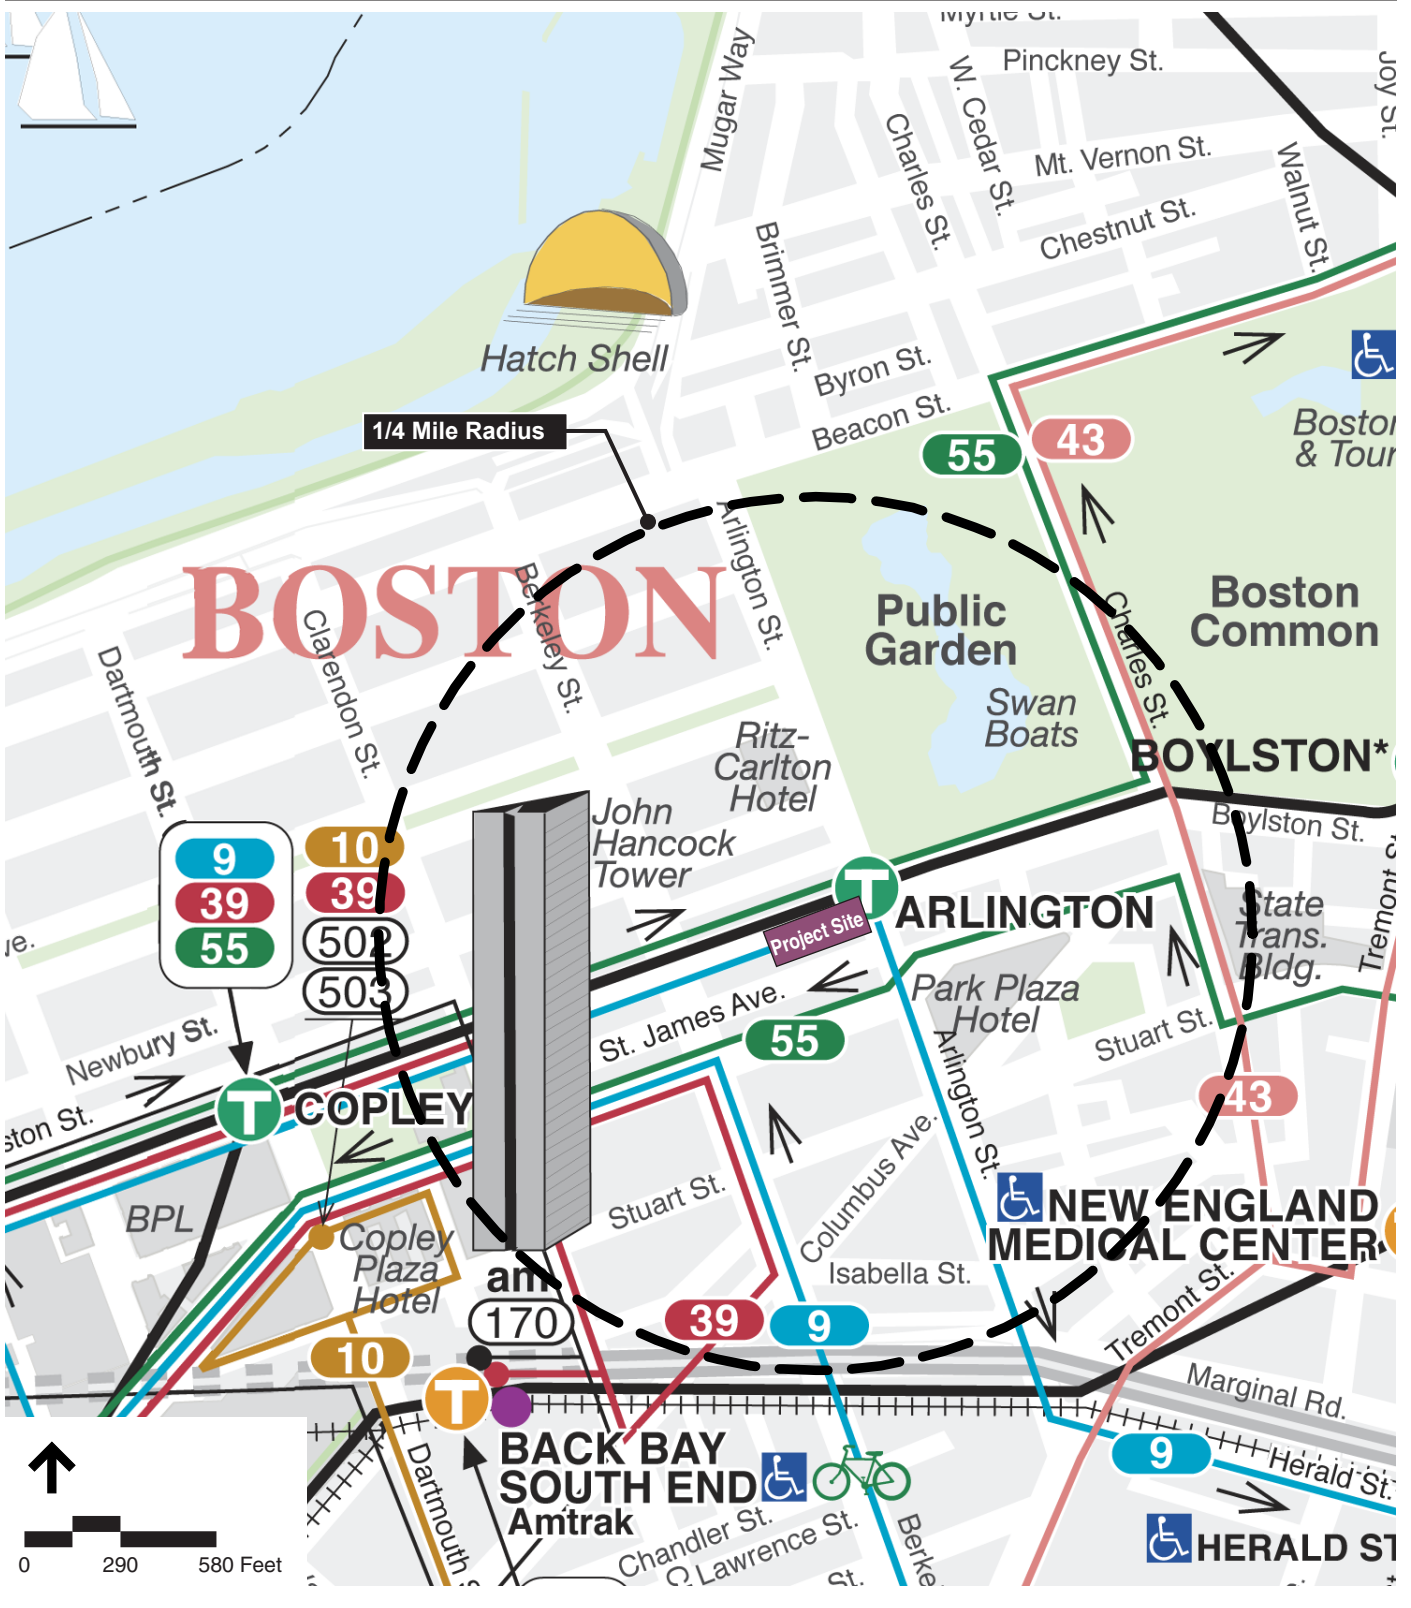 Myrtle St.
Pinckney St.
Joy St.
Mugar Way
W. Cedar St.
Charles St.
Mt. Vernon St.
Walnut St.
Chestnut St.
Brimmer St.
Hatch Shell
Byron St.
Beacon St.
1/4 Mile Radius
55
43
Boston
& Tour
Arlington St.
BOSTON
Berkeley St.
Clarendon St.
Dartmouth St.
Public
Garden
Boston
Common
Charles St.
Swan
Boats
Ritz-
Carlton
Hotel
BOYLSTON*
Boylston St.
John
Hancock
Tower
9
39
55
10
39
502
503
T
ARLINGTON
Project Site
State
Trans.
Bldg.
Tremont St.
ve.
Park Plaza
Hotel
St. James Ave.
Stuart St.
Newbury St.
55
Arlington St.
T
COPLEY
ston St.
43
Columbus Ave.
BPL
Stuart St.
NEW ENGLAND
MEDICAL CENTER
Copley
Plaza
Hotel
Isabella St.
am
170
39
9
Tremont St.
10
T
Marginal Rd.
BACK BAY
SOUTH END
Amtrak
9
Herald St.
Dartmouth S
Chandler St.
Lawrence St.
Berke
HERALD ST
St.
0 290 580 Feet